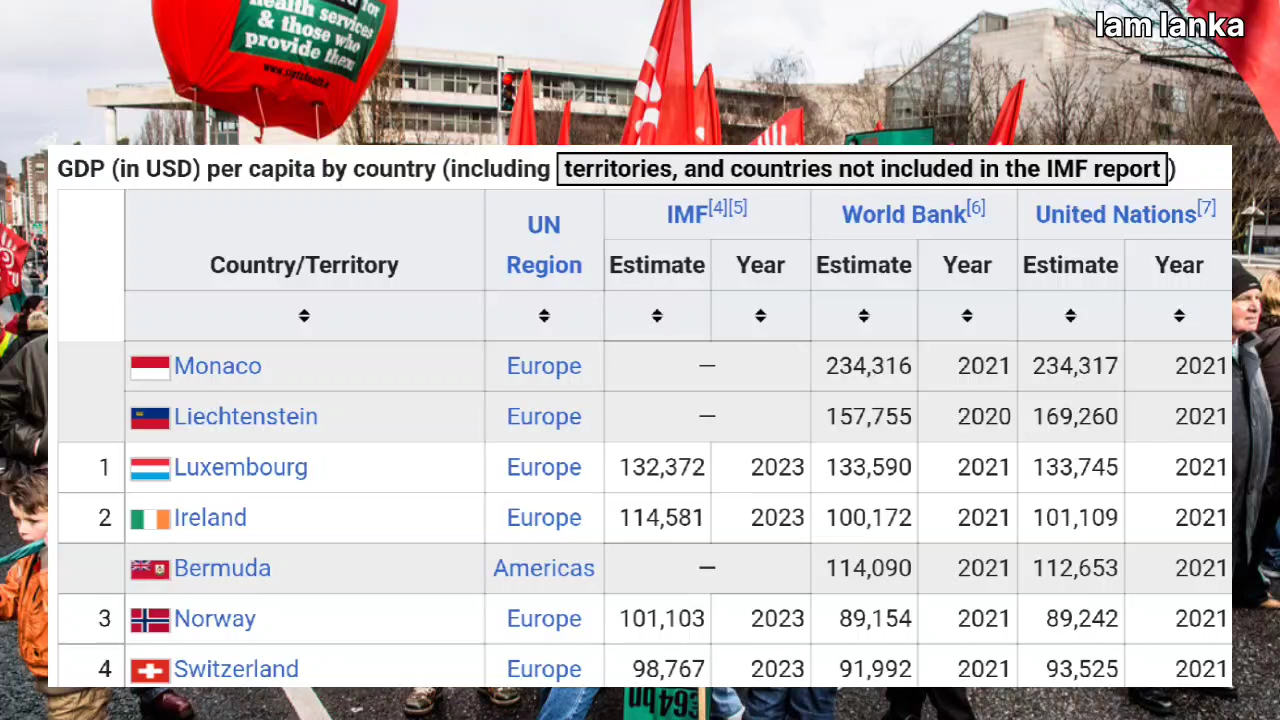 lam lanka
health services
& those who
provide them
GDP (in USD) per capita by country (including territories, and countries not included in the IMF report)
Country/Territory UN Region IMF[4][5] World Bank[6] United Nations[7]
Estimate Year Estimate Year Estimate Year
Monaco Europe — 234,316 2021 234,317 2021
Liechtenstein Europe — 157,755 2020 169,260 2021
1 Luxembourg Europe 132,372 2023 133,590 2021 133,745 2021
2 Ireland Europe 114,581 2023 100,172 2021 101,109 2021
Bermuda Americas — 114,090 2021 112,653 2021
3 Norway Europe 101,103 2023 89,154 2021 89,242 2021
4 Switzerland Europe 98,767 2023 91,992 2021 93,525 2021